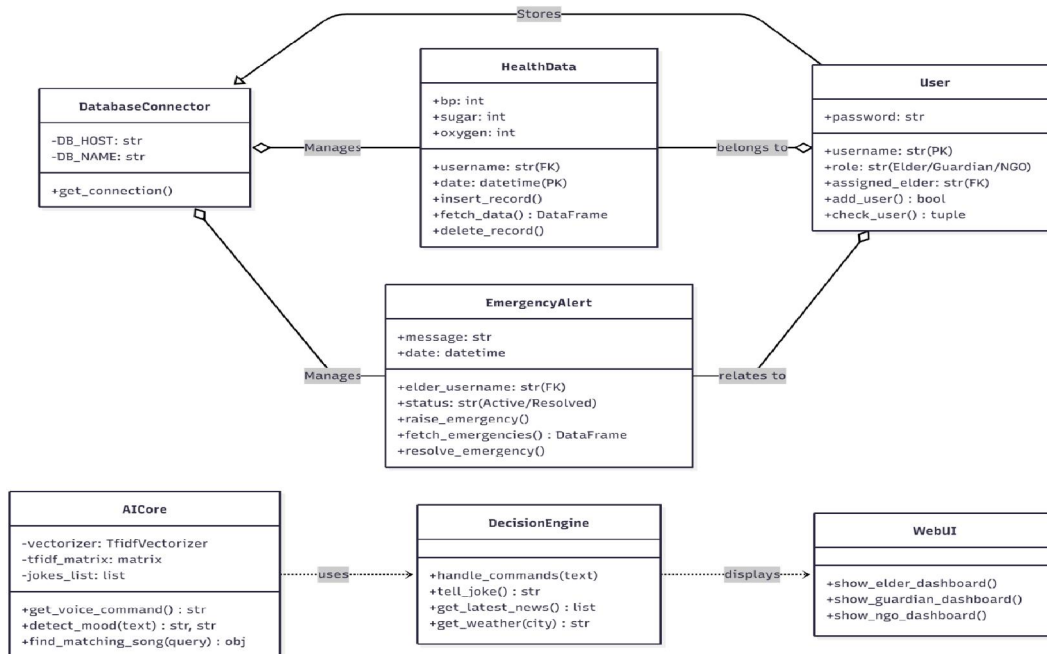 Stores
DatabaseConnector
-DB_HOST: str
-DB_NAME: str
+get_connection()
Manages
HealthData
+bp: int
+sugar: int
+oxygen: int
+username: str(FK)
+date: datetime(PK)
+insert_record()
+fetch_data() : DataFrame
+delete_record()
belongs to
User
+password: str
+username: str(PK)
+role: str(Elder/Guardian/NGO)
+assigned_elder: str(FK)
+add_user() : bool
+check_user() : tuple
Manages
EmergencyAlert
+message: str
+date: datetime
+elder_username: str(FK)
+status: str(Active/Resolved)
+raise_emergency()
+fetch_emergencies() : DataFrame
+resolve_emergency()
relates to
AICore
-vectorizer: TfidfVectorizer
-tfidf_matrix: matrix
-jokes_list: list
+get_voice_command() : str
+detect_mood(text) : str, str
+find_matching_song(query) : obj
uses
DecisionEngine
+handle_commands(text)
+tell_joke() : str
+get_latest_news() : list
+get_weather(city) : str
displays
WebUI
+show_elder_dashboard()
+show_guardian_dashboard()
+show_ngo_dashboard()